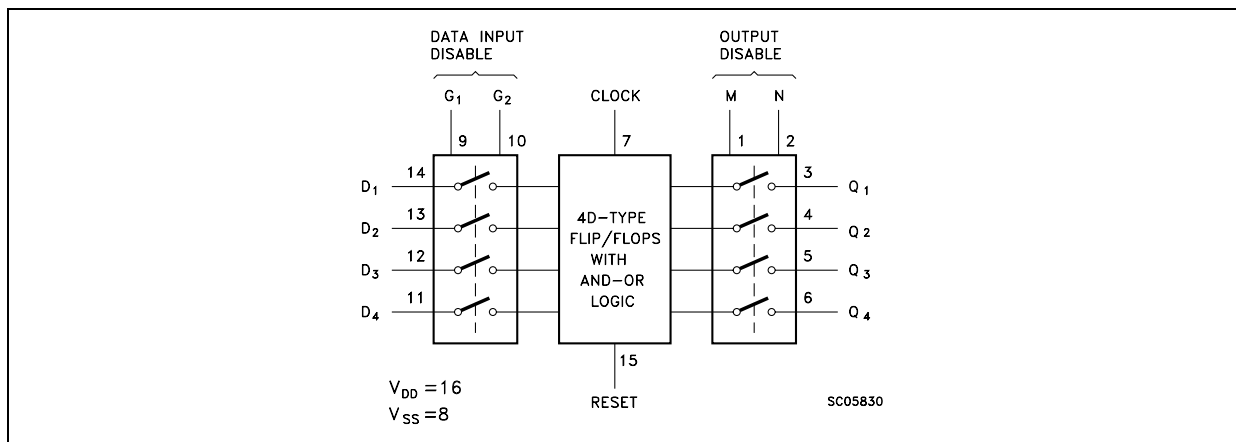 DATA INPUT
DISABLE
OUTPUT
DISABLE
G1 G2 CLOCK M N
9 10 7 1 2
D1 14 3 Q1
D2 13 4 Q2
D3 12 5 Q3
D4 11 6 Q4
4D-TYPE
FLIP/FLOPS
WITH
AND-OR
LOGIC
15
RESET
VDD =16
VSS =8
SC05830